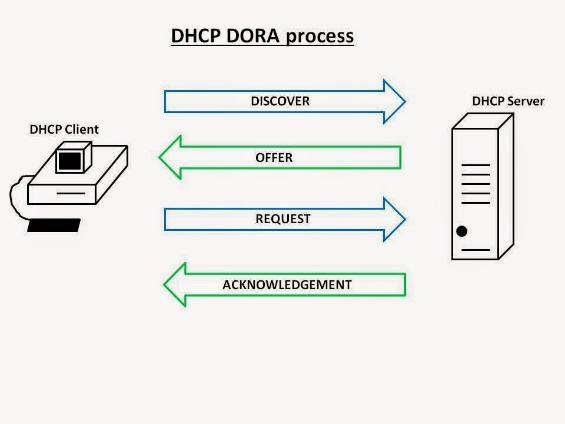 DHCP DORA process
DHCP Client
DHCP Server
DISCOVER
OFFER
REQUEST
ACKNOWLEDGEMENT